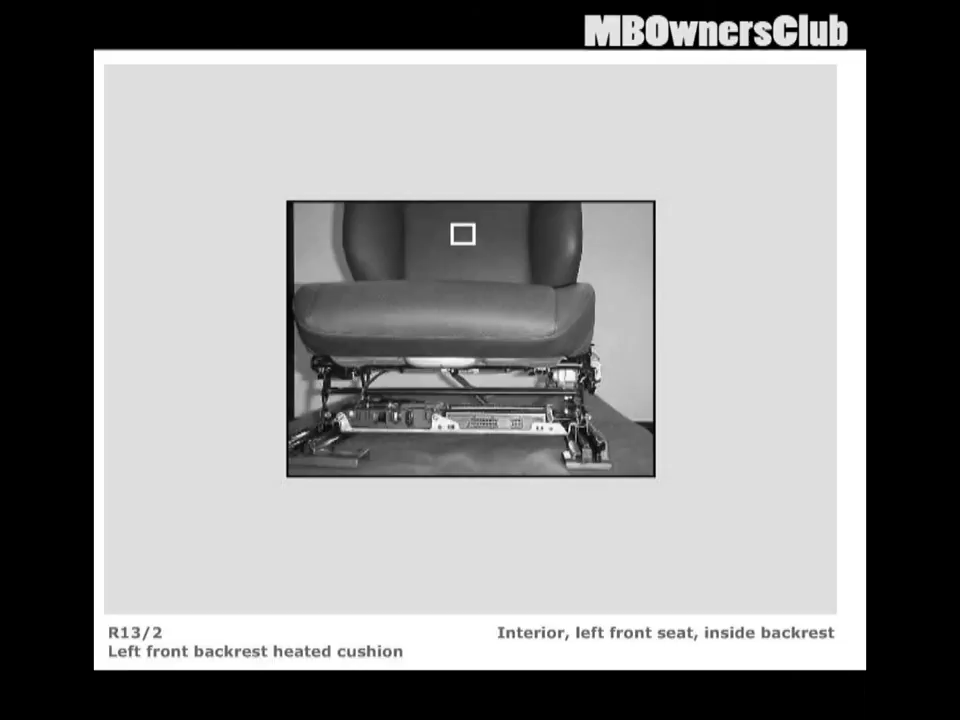 MBOwnersClub
R13/2
Interior, left front seat, inside backrest
Left front backrest heated cushion